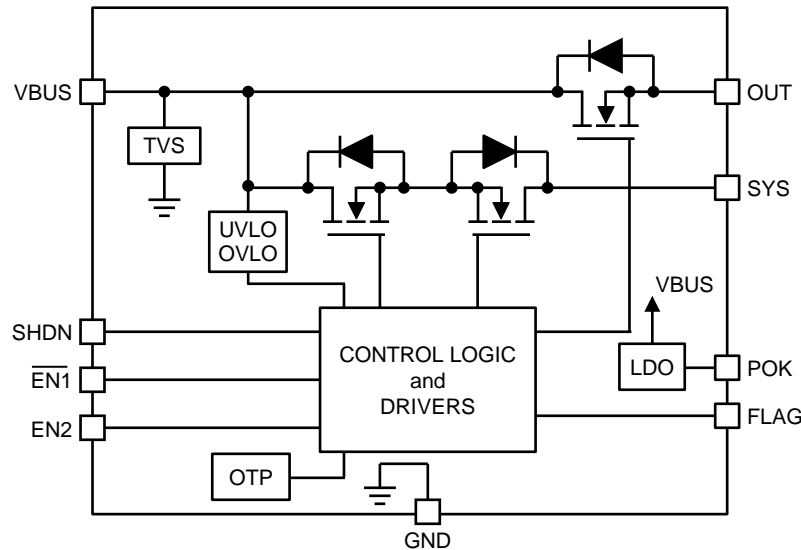 VBUS
OUT
TVS
SYS
UVLO
OVLO
VBUS
SHDN
CONTROL LOGIC
and
DRIVERS
LDO
POK
EN1
FLAG
EN2
OTP
GND